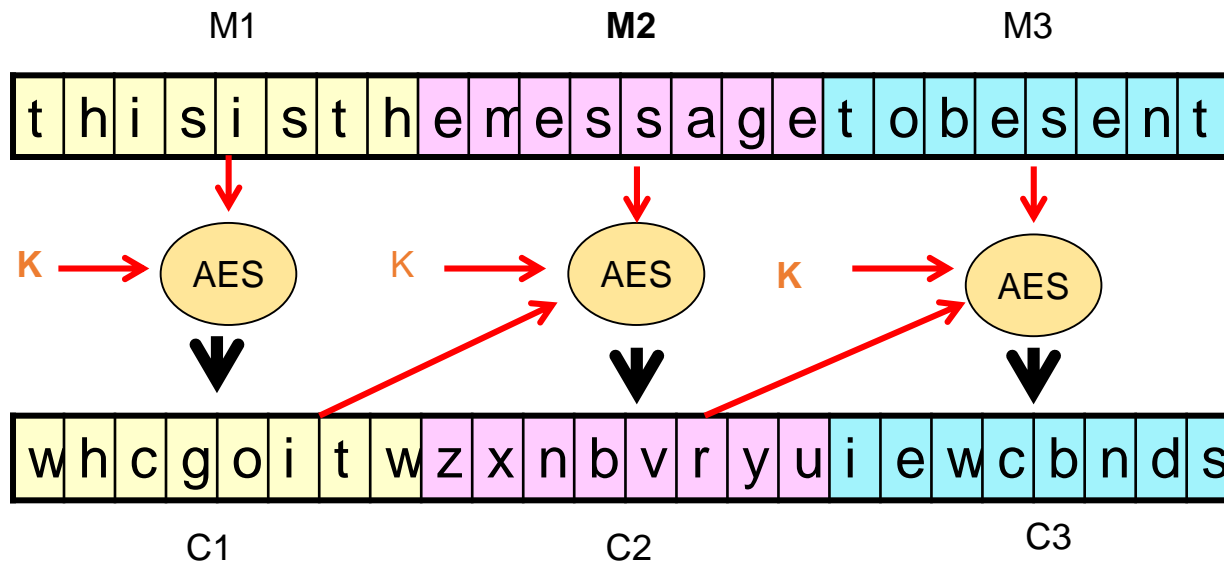 M1 M2 M3
t h i s i s t h e m e s s a g e t o b e s e n t
K AES K AES K AES
w h c g o i t w z x n b v r y u i e w c b n d s
C1 C2 C3